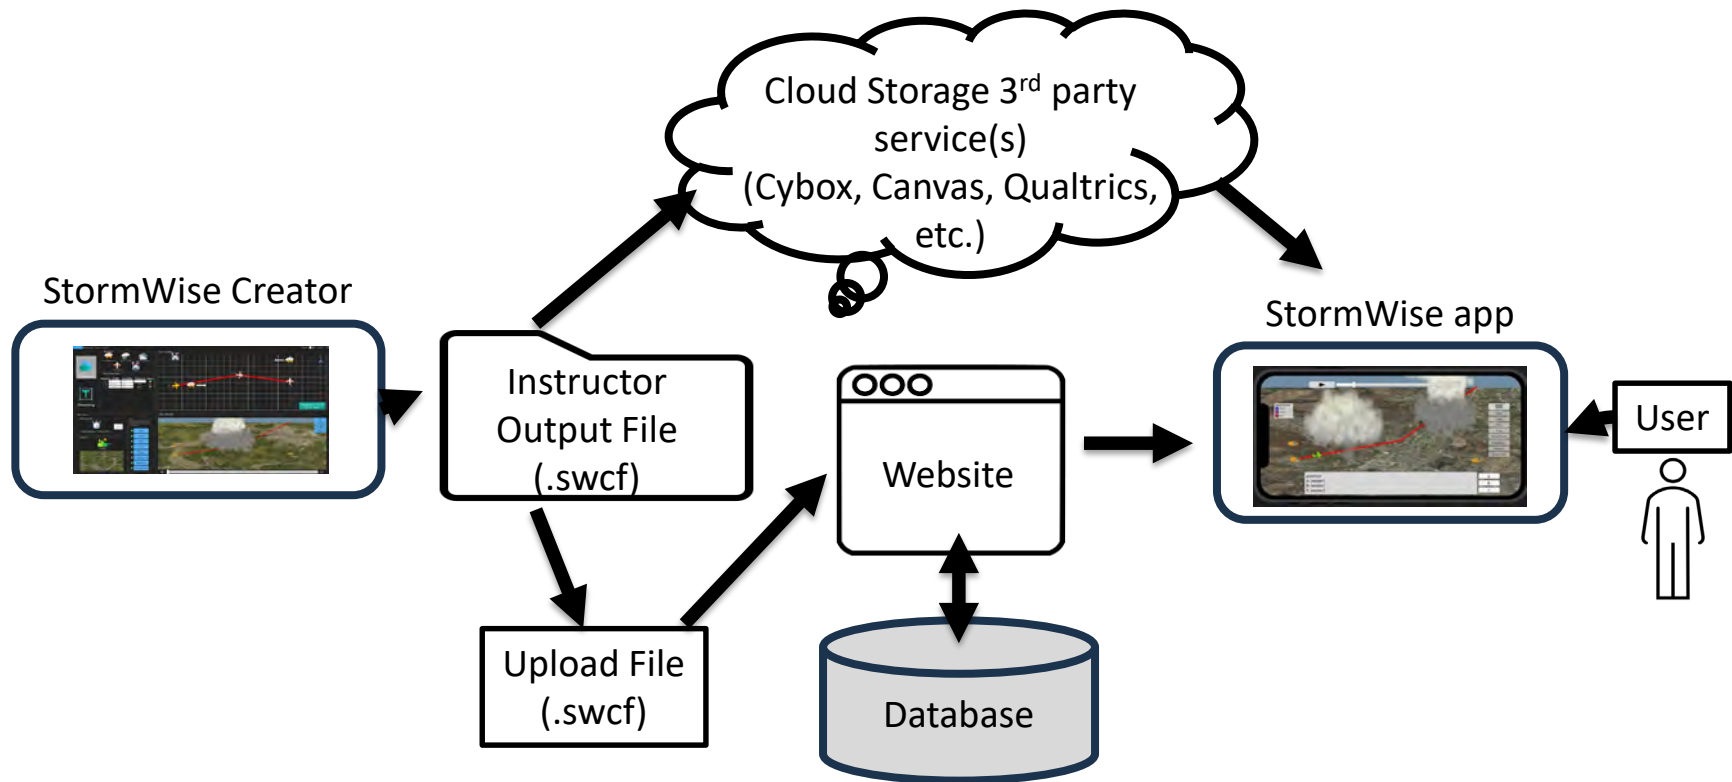 Cloud Storage 3rd party
service(s)
(Cybox, Canvas, Qualtrics,
etc.)
StormWise Creator
StormWise app
Instructor
Output File
(.swcf)
Website
User
Upload File
(.swcf)
Database